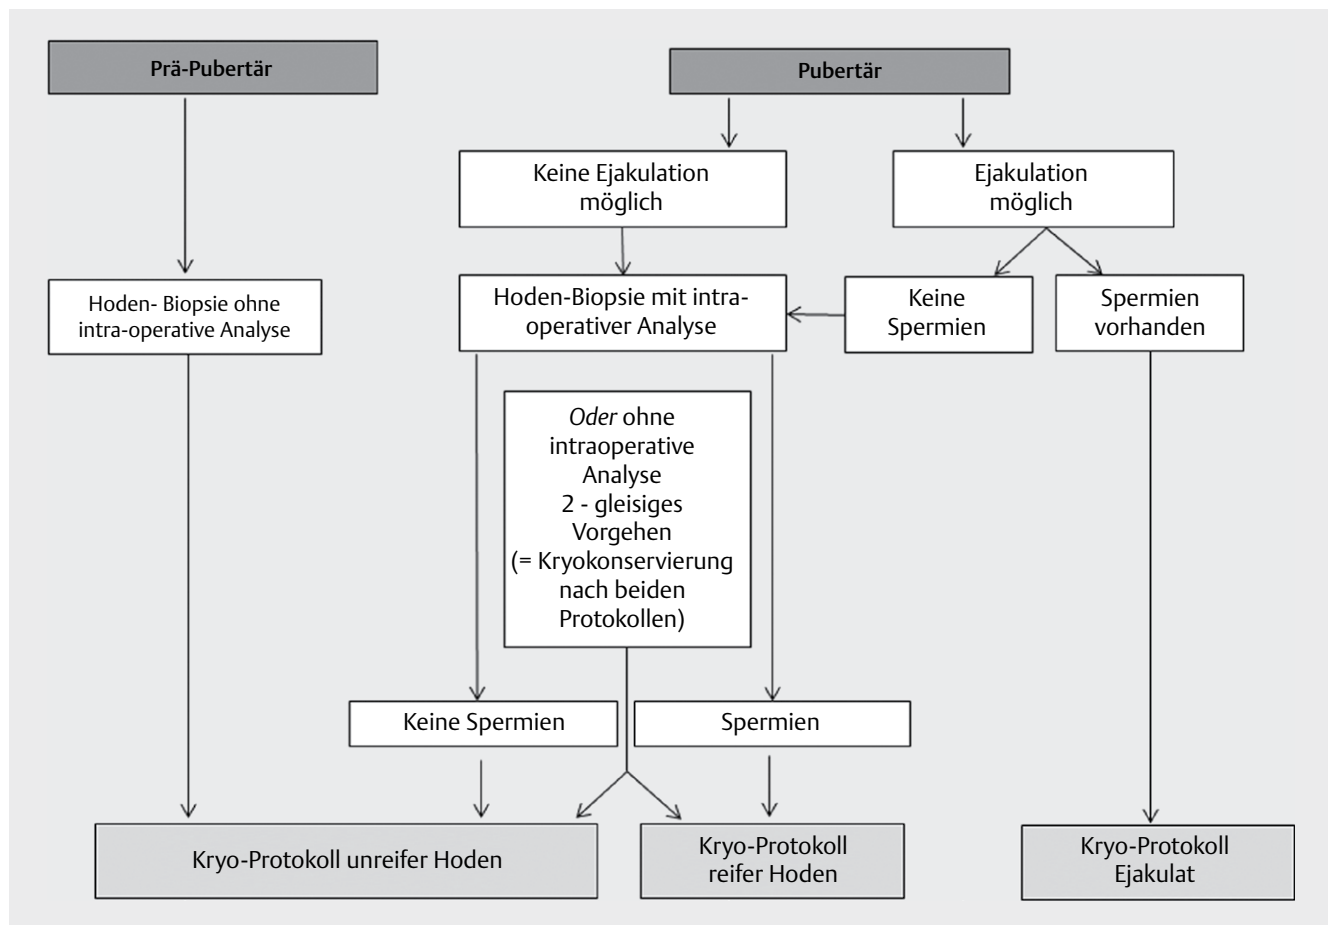 Prä-Pubertär
Pubertär
Keine Ejakulation
möglich
Ejakulation
möglich
Hoden- Biopsie ohne
intra-operative Analyse
Hoden-Biopsie mit intra-
operativer Analyse
Keine
Spermien
Spermien
vorhanden
Oder ohne
intraoperative
Analyse
2 - gleisiges
Vorgehen
(= Kryokonservierung
nach beiden
Protokollen)
Keine Spermien
Spermien
Kryo-Protokoll unreifer Hoden
Kryo-Protokoll
reifer Hoden
Kryo-Protokoll
Ejakulat